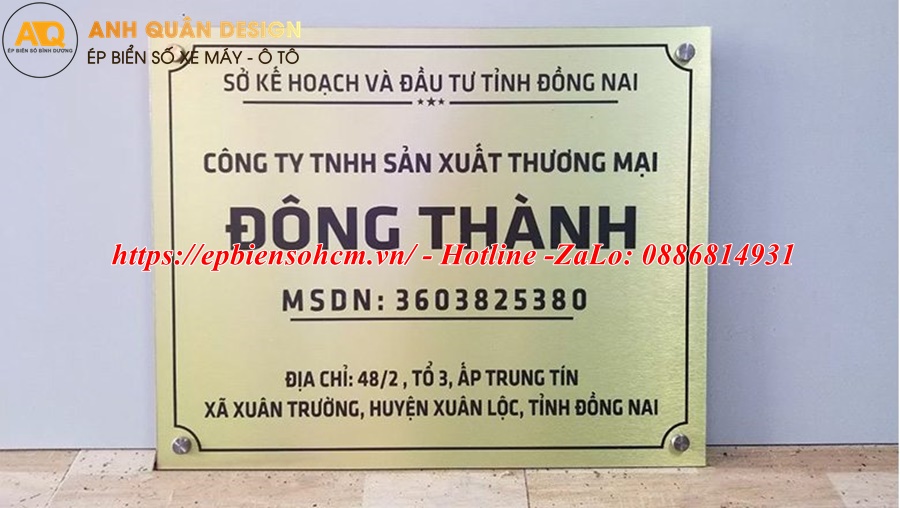 ATQ
ÉP BIỂN SỐ BÌNH DƯƠNG
ANH QUÂN DESIGN
ÉP BIỂN SỐ XE MÁY - Ô TÔ
SỞ KẾ HOẠCH VÀ ĐẦU TƯ TỈNH ĐỒNG NAI
CÔNG TY TNHH SẢN XUẤT THƯƠNG MẠI
ĐÔNG THÀNH
https://epbiensohcm.vn/ - Hotline -ZaLo: 0886814931
MSDN: 3603825380
ĐỊA CHỈ: 48/2 , TỔ 3, ẤP TRUNG TÍN
XÃ XUÂN TRƯỜNG, HUYỆN XUÂN LỘC, TỈNH ĐỒNG NAI